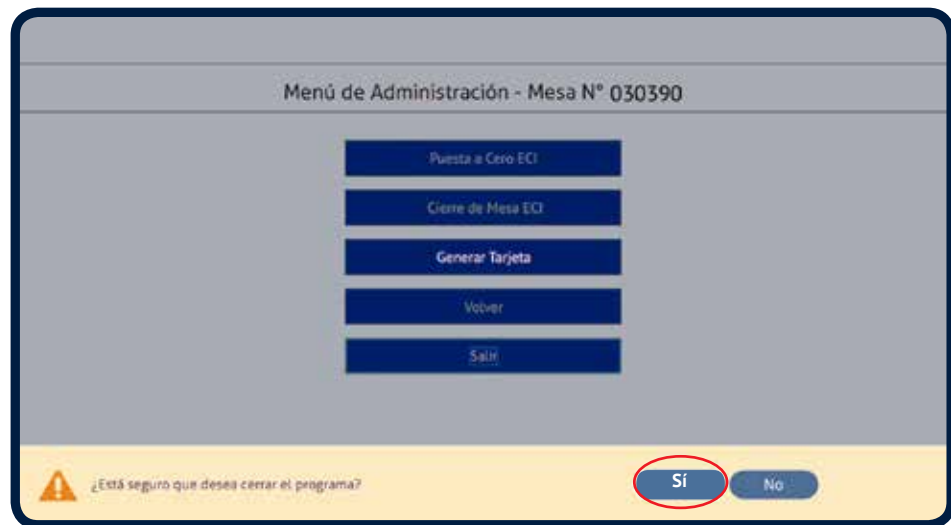 Menú de Administración - Mesa N° 030390
Puesta a Cero ECI
Cierre de Mesa ECI
Generar Tarjeta
Volver
Salir
¿Está seguro que desea cerrar el programa?
Sí No